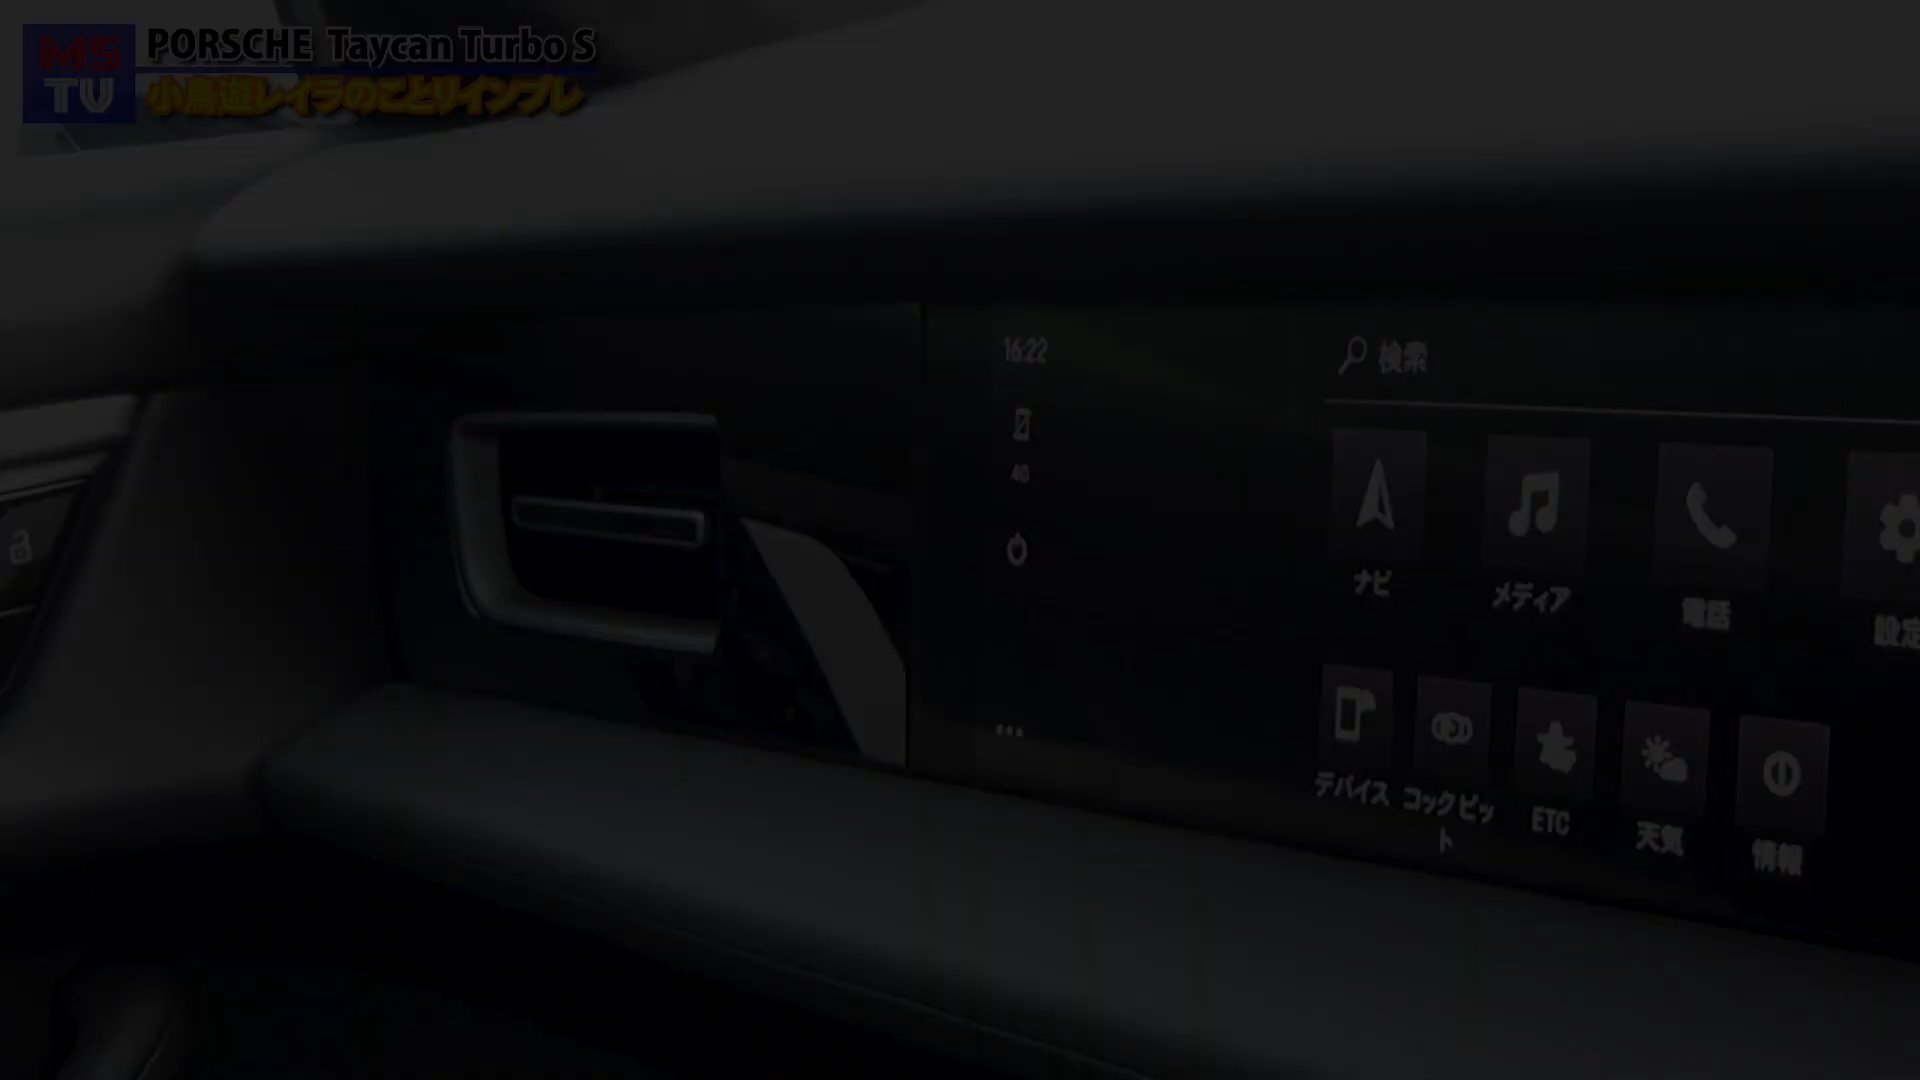 MS
TV
PORSCHE Taycan Turbo S
小鳥遊レイラのことりインプレ
16:22
検索
40
ナビ
メディア
電話
設定
デバイス
コックピッ
ト
ETC
天気
情報